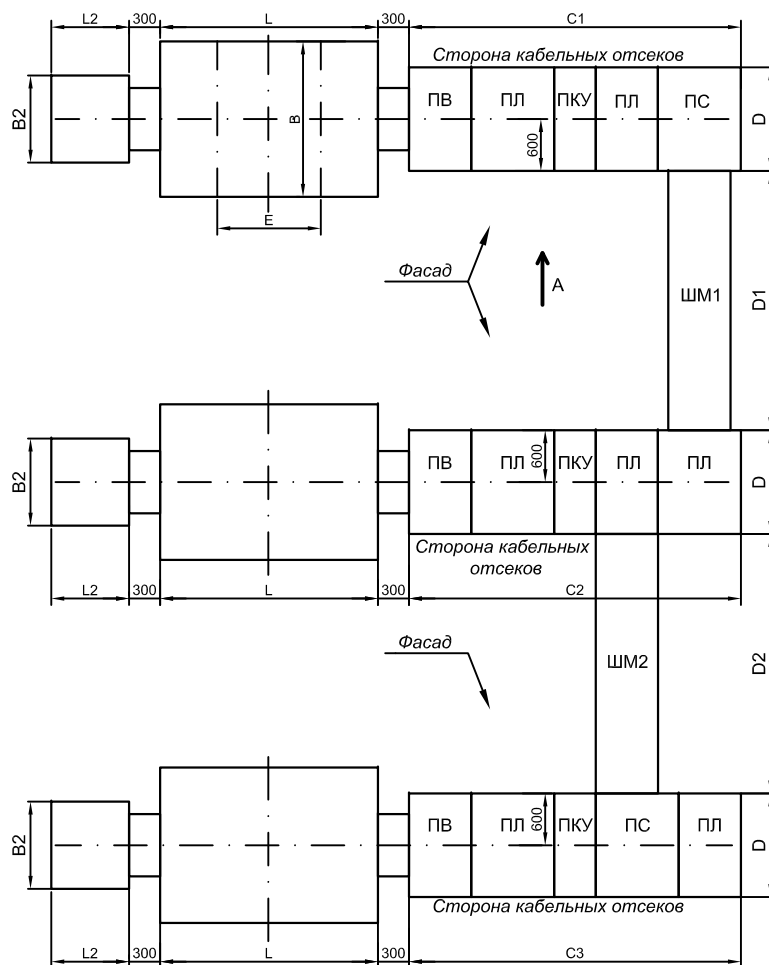 L2 300 L 300 C1
Сторона кабельных отсеков
B2 B ПВ ПЛ ПКУ ПЛ ПС D
600
E
Фасад A ШМ1 D1
B2 ПВ ПЛ 600 ПКУ ПЛ ПЛ D
Сторона кабельных
отсеков
L2 300 L 300 C2
Фасад ШМ2 D2
B2 ПВ ПЛ 600 ПКУ ПС ПЛ D
Сторона кабельных отсеков
L2 300 L 300 C3